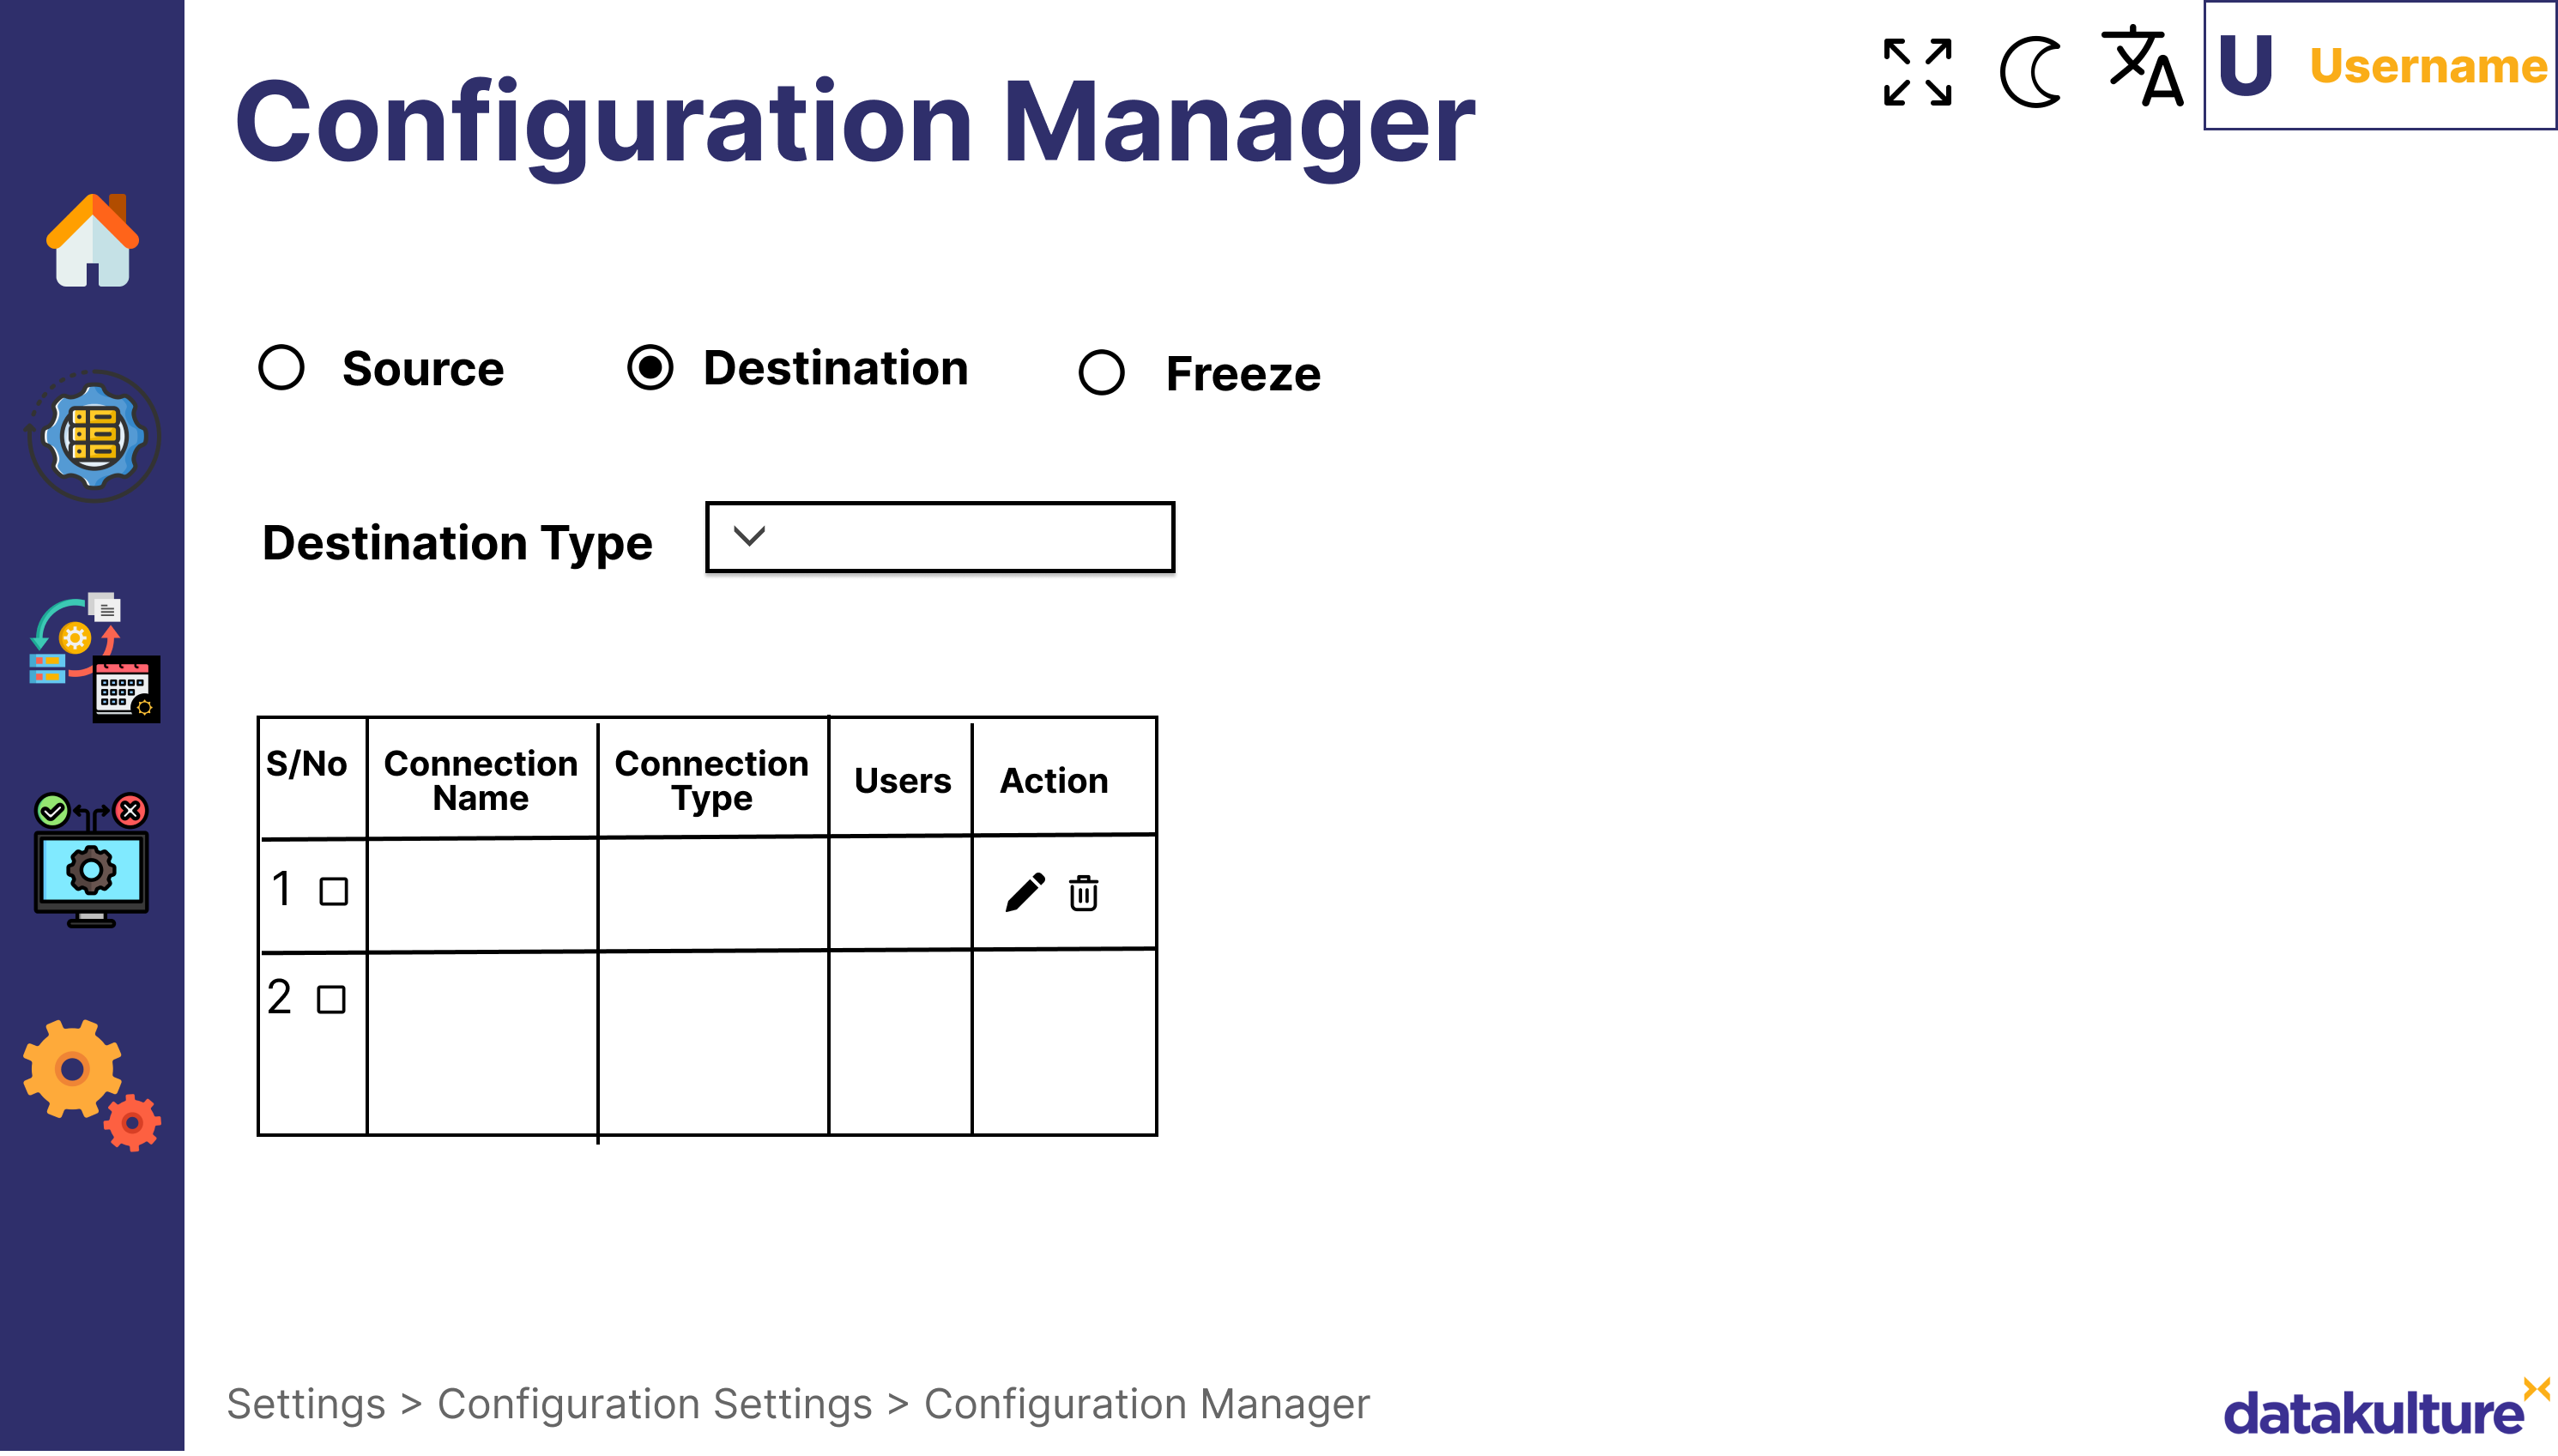 Configuration Manager
U Username
Source Destination Freeze
Destination Type
S/No Connection Name Connection Type Users Action
1
2
Settings > Configuration Settings > Configuration Manager
datakulture